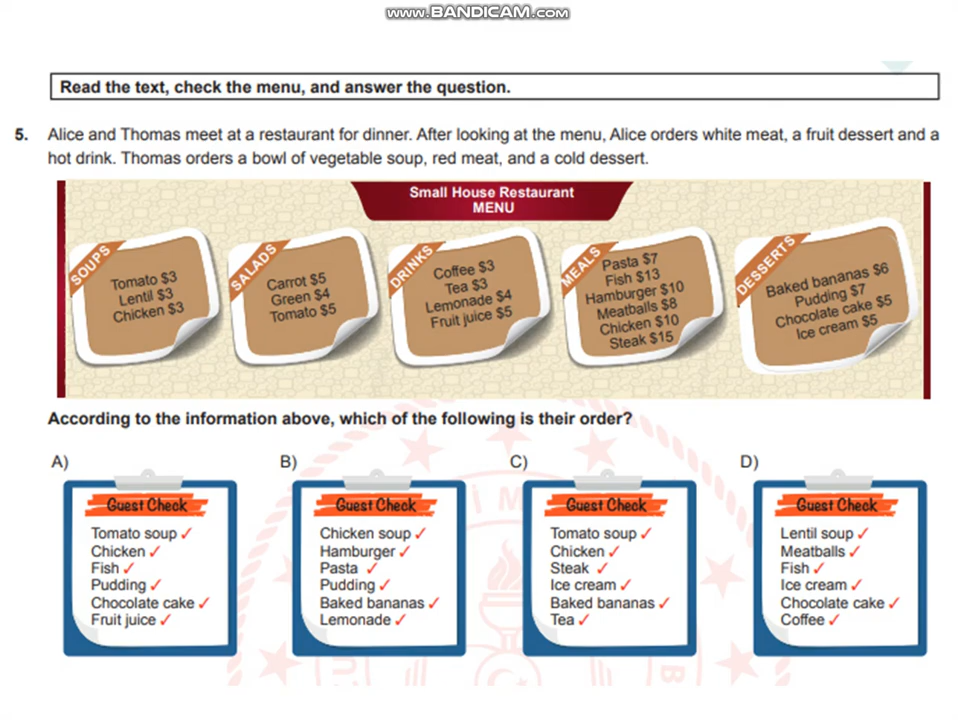 www.BANDICAM.com
Read the text, check the menu, and answer the question.
5. Alice and Thomas meet at a restaurant for dinner. After looking at the menu, Alice orders white meat, a fruit dessert and a
hot drink. Thomas orders a bowl of vegetable soup, red meat, and a cold dessert.
Small House Restaurant
MENU
SOUPS
Tomato $3
Lentil $3
Chicken $3
SALADS
Carrot $5
Green $4
Tomato $5
DRINKS
Coffee $3
Tea $3
Lemonade $4
Fruit juice $5
MEALS
Pasta $7
Fish $13
Hamburger $10
Meatballs $8
Chicken $10
Steak $15
DESSERTS
Baked bananas $6
Pudding $7
Chocolate cake $5
Ice cream $5
According to the information above, which of the following is their order?
A)
Guest Check
Tomato soup ✓
Chicken ✓
Fish ✓
Pudding ✓
Chocolate cake ✓
Fruit juice ✓
B)
Guest Check
Chicken soup ✓
Hamburger ✓
Pasta ✓
Pudding ✓
Baked bananas ✓
Lemonade ✓
C)
Guest Check
Tomato soup ✓
Chicken ✓
Steak ✓
Ice cream ✓
Baked bananas ✓
Tea ✓
D)
Guest Check
Lentil soup ✓
Meatballs ✓
Fish ✓
Ice cream ✓
Chocolate cake ✓
Coffee ✓